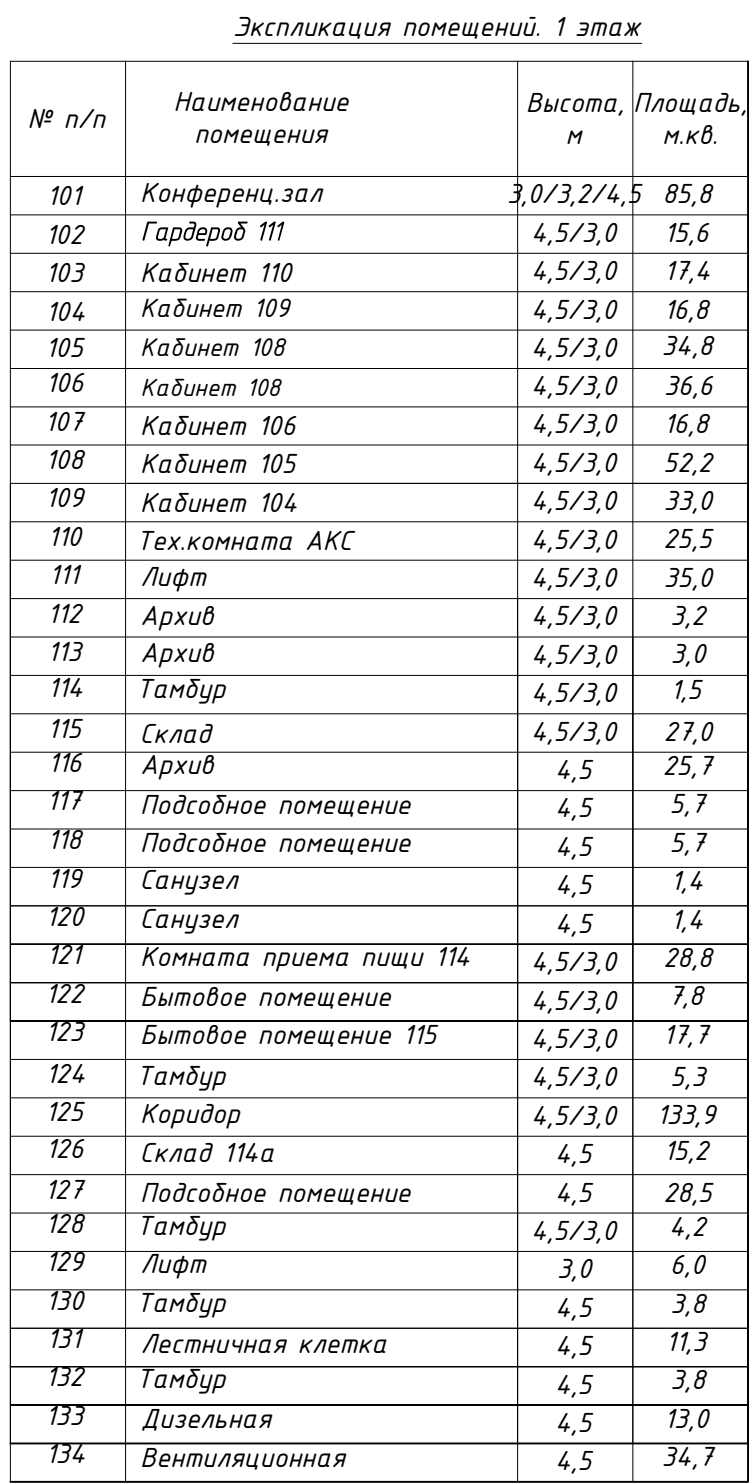 Экспликация помещений. 1 этаж
№ п/п Наименование помещения Высота, м Площадь, м.кв.
101 Конференц.зал 3,0/3,2/4,5 85,8
102 Гардероб 111 4,5/3,0 15,6
103 Кабинет 110 4,5/3,0 17,4
104 Кабинет 109 4,5/3,0 16,8
105 Кабинет 108 4,5/3,0 34,8
106 Кабинет 108 4,5/3,0 36,6
107 Кабинет 106 4,5/3,0 16,8
108 Кабинет 105 4,5/3,0 52,2
109 Кабинет 104 4,5/3,0 33,0
110 Тех.комната АКС 4,5/3,0 25,5
111 Лифт 4,5/3,0 35,0
112 Архив 4,5/3,0 3,2
113 Архив 4,5/3,0 3,0
114 Тамбур 4,5/3,0 1,5
115 Склад 4,5/3,0 27,0
116 Архив 4,5 25,7
117 Подсобное помещение 4,5 5,7
118 Подсобное помещение 4,5 5,7
119 Санузел 4,5 1,4
120 Санузел 4,5 1,4
121 Комната приема пищи 114 4,5/3,0 28,8
122 Бытовое помещение 4,5/3,0 7,8
123 Бытовое помещение 115 4,5/3,0 17,7
124 Тамбур 4,5/3,0 5,3
125 Коридор 4,5/3,0 133,9
126 Склад 114а 4,5 15,2
127 Подсобное помещение 4,5 28,5
128 Тамбур 4,5/3,0 4,2
129 Лифт 3,0 6,0
130 Тамбур 4,5 3,8
131 Лестничная клетка 4,5 11,3
132 Тамбур 4,5 3,8
133 Дизельная 4,5 13,0
134 Вентиляционная 4,5 34,7